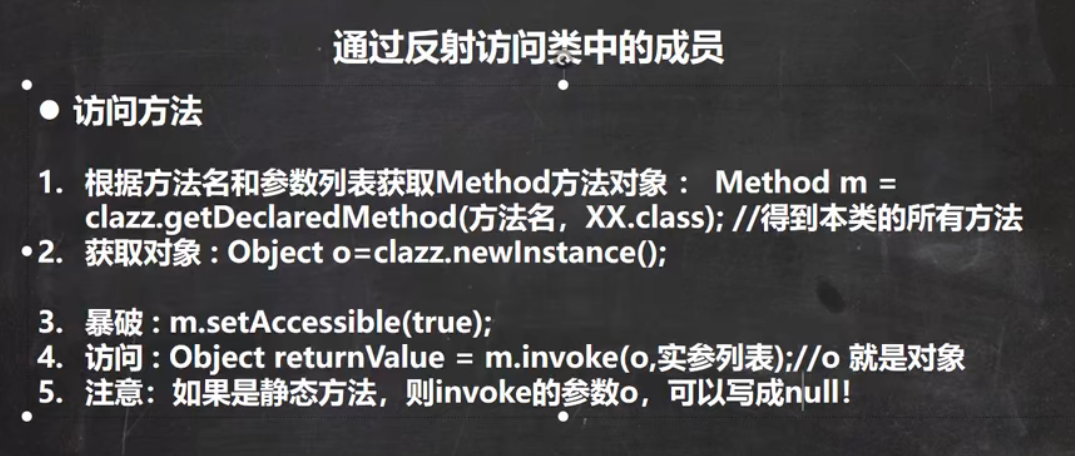 通过反射访问类中的成员
● 访问方法
1. 根据方法名和参数列表获取Method方法对象： Method m =
clazz.getDeclaredMethod(方法名，XX.class); //得到本类的所有方法
2. 获取对象 : Object o=clazz.newInstance();
3. 暴破 : m.setAccessible(true);
4. 访问 : Object returnValue = m.invoke(o,实参列表);//o 就是对象
5. 注意：如果是静态方法，则invoke的参数o，可以写成null！